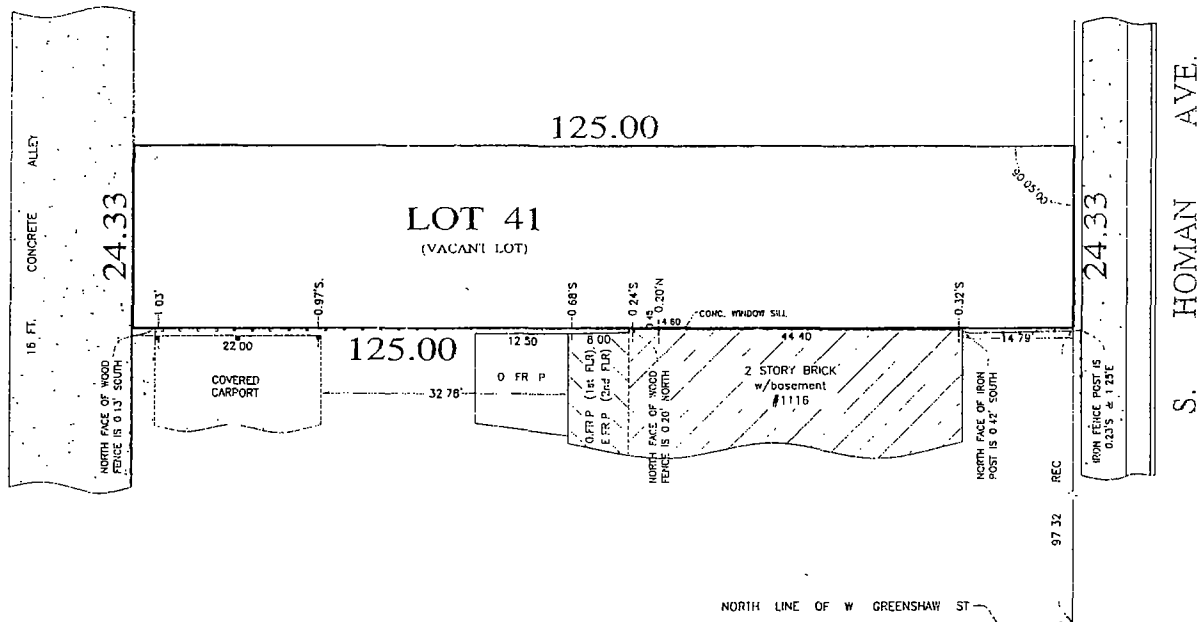 125.00
16 FT. CONCRETE ALLEY
24.33
LOT 41
(VACANT LOT)
90 05'00
24.33
S. HOMAN AVE.
0.97'S.
0.68'S
0.24'S
0.20'N
0.32'S
4.60
CONC. WINDOW SILL
125.00
22.00
12 50
8 00
44 40
14 79'
COVERED
CARPORT
32 78'
O FR P
O.FR P (1st FLR)
E FR P (2nd FLR)
2 STORY BRICK
w/basement
#1116
NORTH FACE OF WOOD
FENCE IS 0 13' SOUTH
NORTH FACE OF WOOD
FENCE IS 0 20' NORTH
NORTH FACE OF IRON
POST IS 0 42' SOUTH
IRON FENCE POST IS
0.23'S & 1 25'E
97 32 REC
NORTH LINE OF W GREENSHAW ST